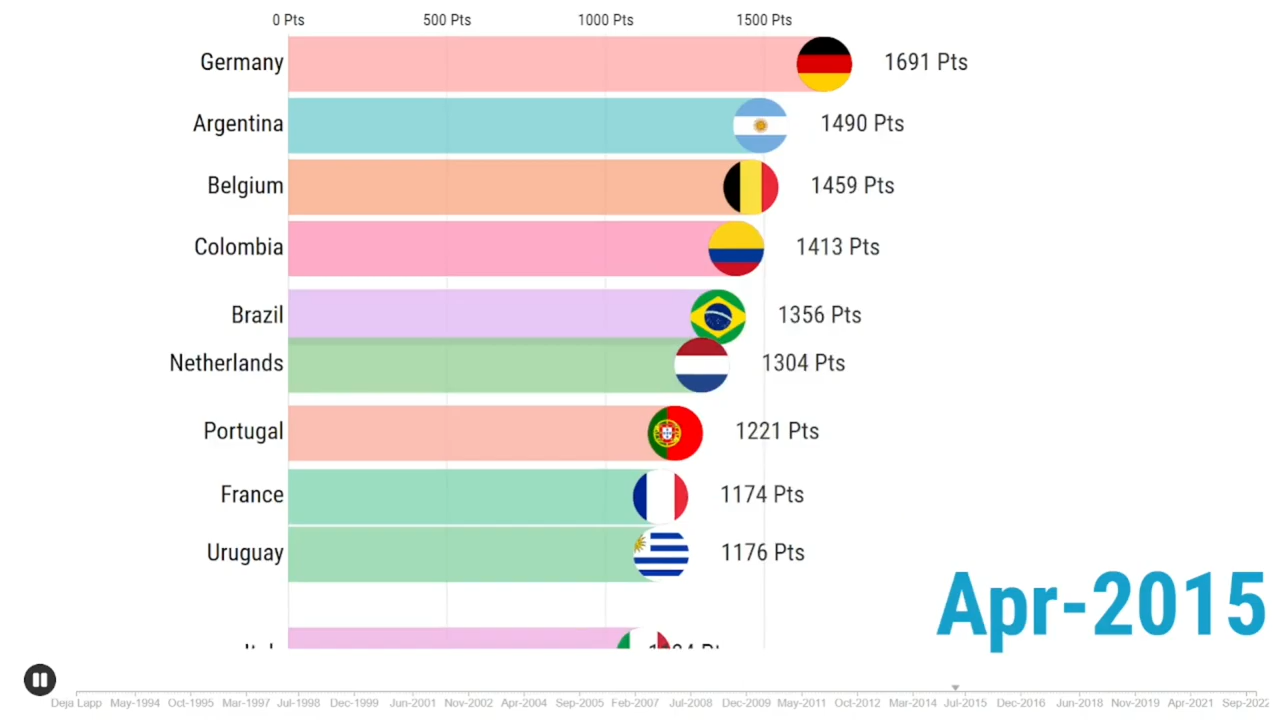 0 Pts 500 Pts 1000 Pts 1500 Pts
Germany 1691 Pts
Argentina 1490 Pts
Belgium 1459 Pts
Colombia 1413 Pts
Brazil 1356 Pts
Netherlands 1304 Pts
Portugal 1221 Pts
France 1174 Pts
Uruguay 1176 Pts
Apr-2015
Deja Lapp May-1994 Oct-1995 Mar-1997 Jul-1998 Dec-1999 Jun-2001 Nov-2002 Apr-2004 Sep-2005 Feb-2007 Jul-2008 Dec-2009 May-2011 Oct-2012 Mar-2014 Jul-2015 Dec-2016 Jun-2018 Nov-2019 Apr-2021 Sep-2022